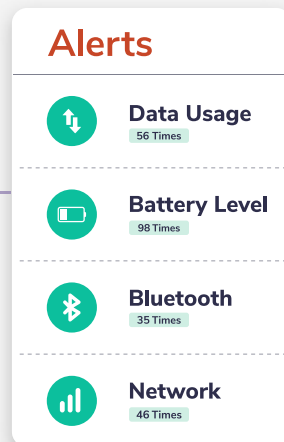 Alerts
Data Usage
56 Times
Battery Level
98 Times
Bluetooth
35 Times
Network
46 Times